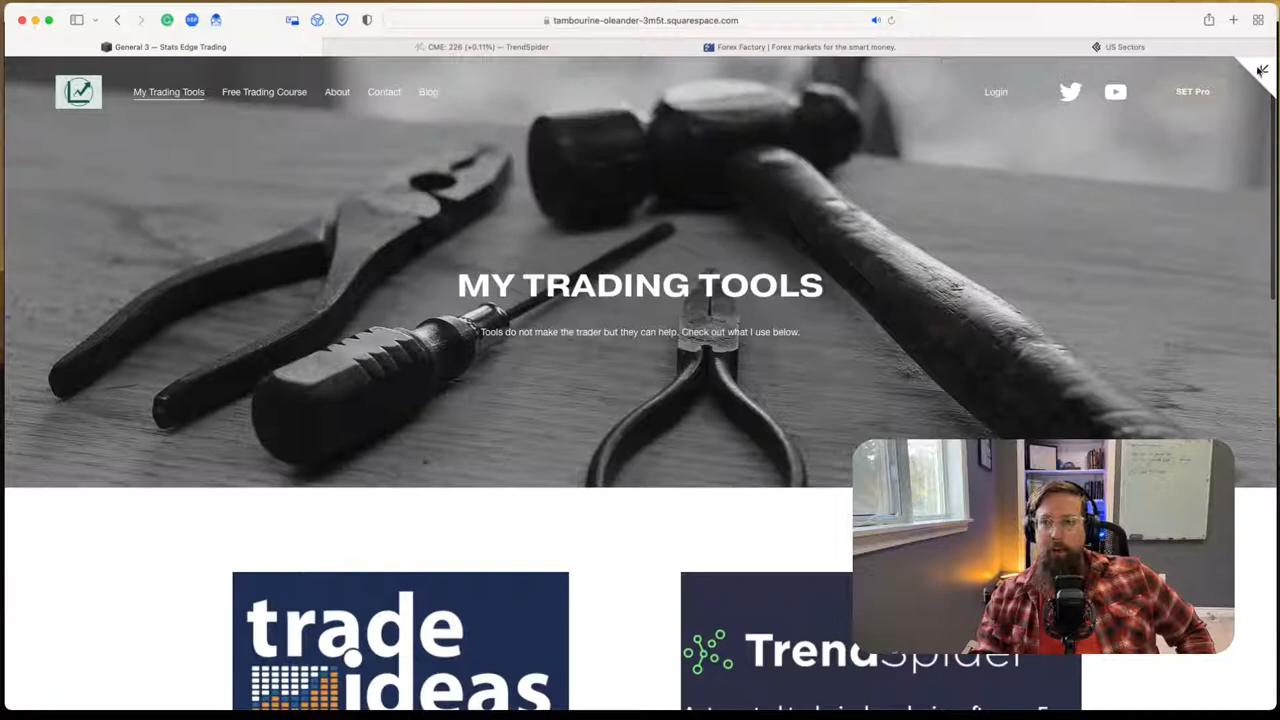 tambourine-oleander-3m5t.squarespace.com
General 3 — Stats Edge Trading
CME: 226 (+0.11%) — TrendSpider
Forex Factory | Forex markets for the smart money.
US Sectors
My Trading Tools
Free Trading Course
About
Contact
Blog
Login
SET Pro
MY TRADING TOOLS
Tools do not make the trader but they can help. Check out what I use below.
trade
ideas
TrendSpider